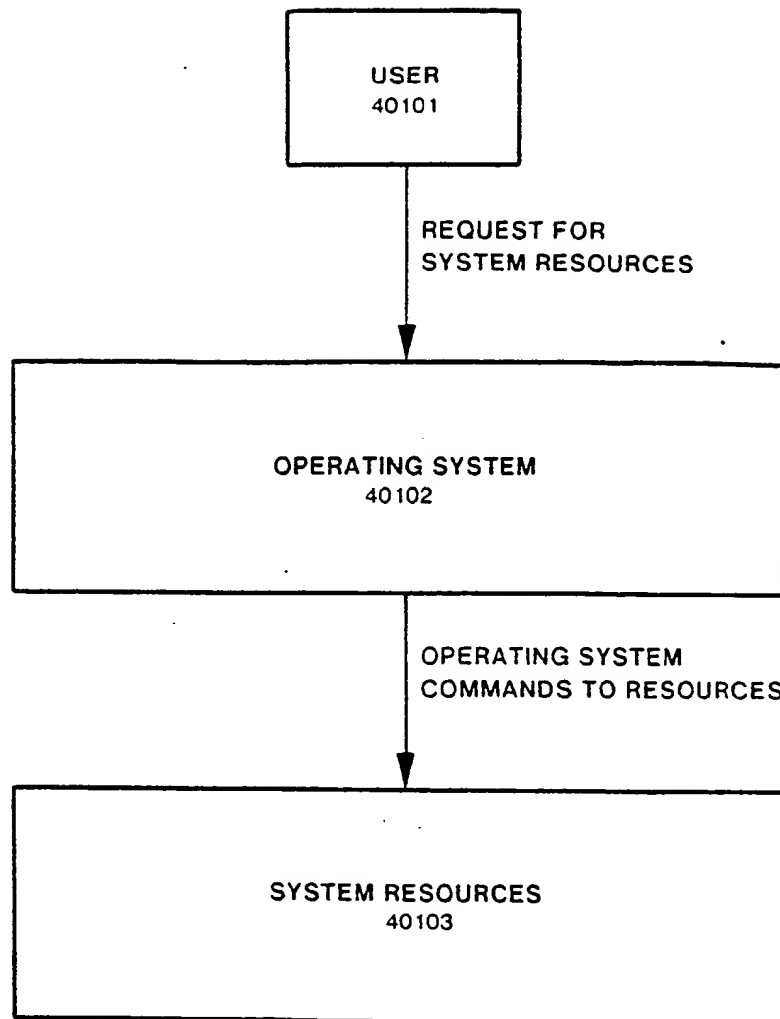 USER
40101
REQUEST FOR
SYSTEM RESOURCES
OPERATING SYSTEM
40102
OPERATING SYSTEM
COMMANDS TO RESOURCES
SYSTEM RESOURCES
40103